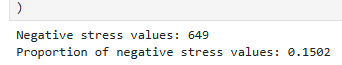 )
Negative stress values: 649
Proportion of negative stress values: 0.1502